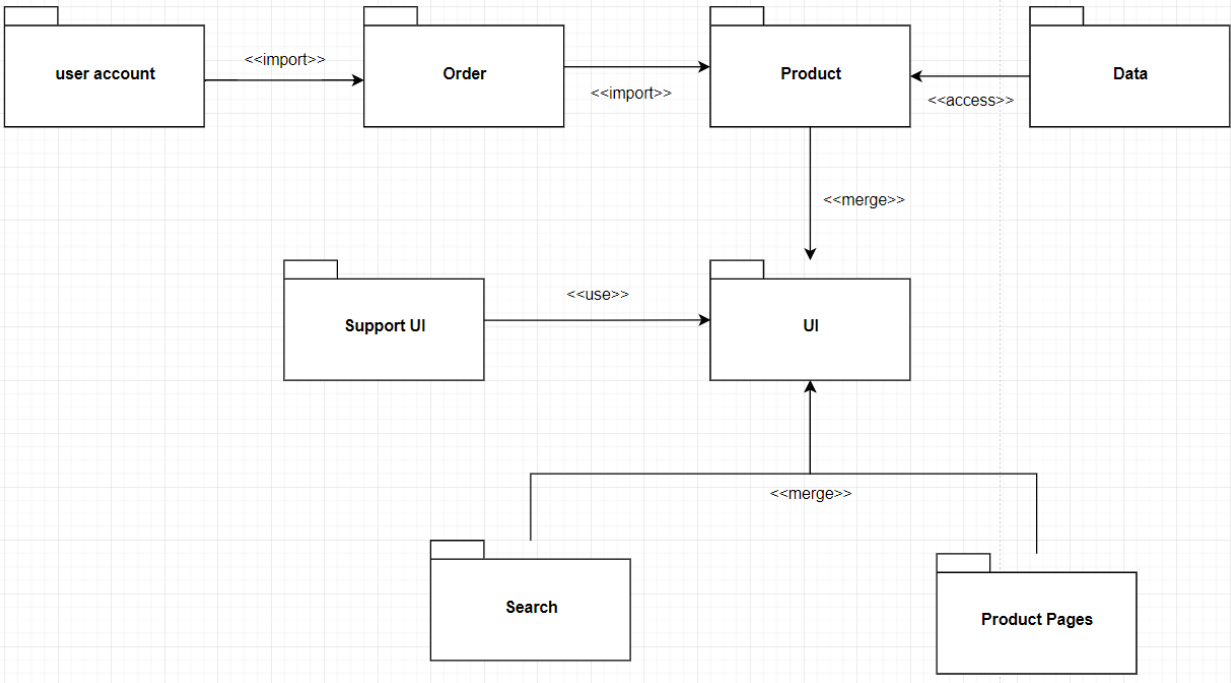 user account
<<import>>
Order
<<import>>
Product
<<access>>
Data
<<merge>>
Support UI
<<use>>
UI
<<merge>>
Search
Product Pages